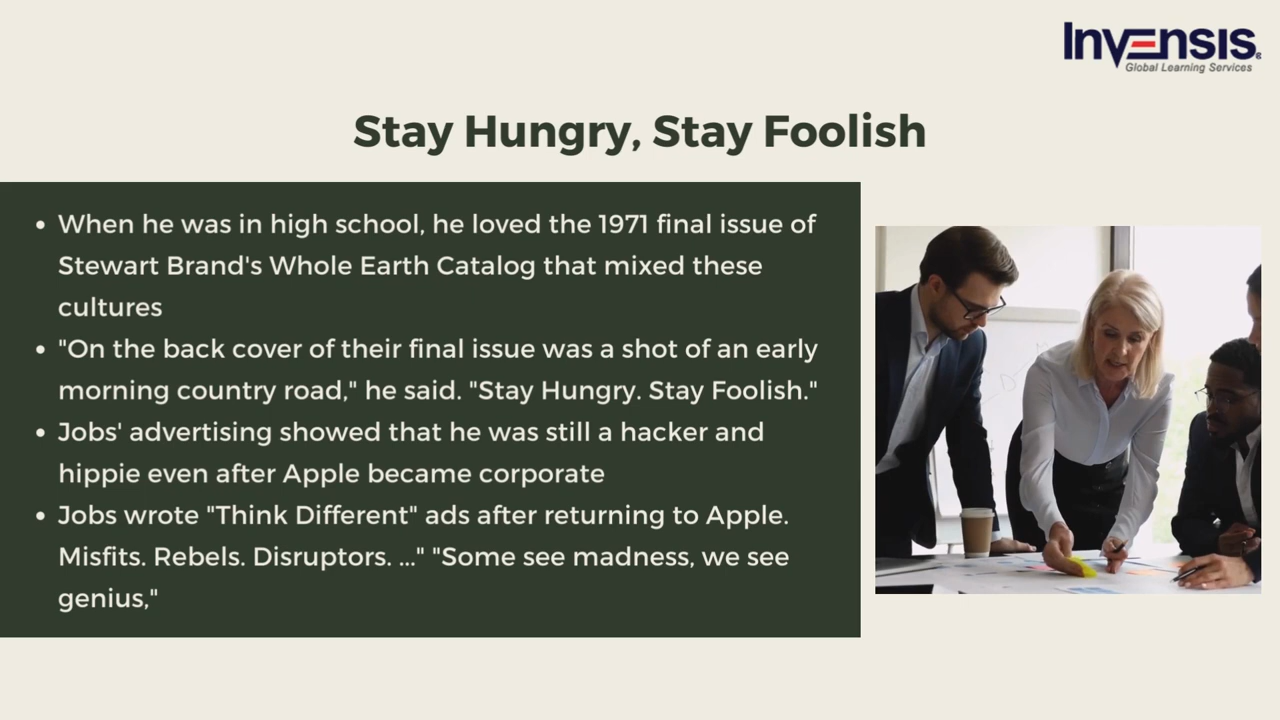 Invensis
Global Learning Services
Stay Hungry, Stay Foolish
• When he was in high school, he loved the 1971 final issue of
Stewart Brand's Whole Earth Catalog that mixed these
cultures
• "On the back cover of their final issue was a shot of an early
morning country road," he said. "Stay Hungry. Stay Foolish."
• Jobs' advertising showed that he was still a hacker and
hippie even after Apple became corporate
• Jobs wrote "Think Different" ads after returning to Apple.
Misfits. Rebels. Disruptors. ..." "Some see madness, we see
genius,"